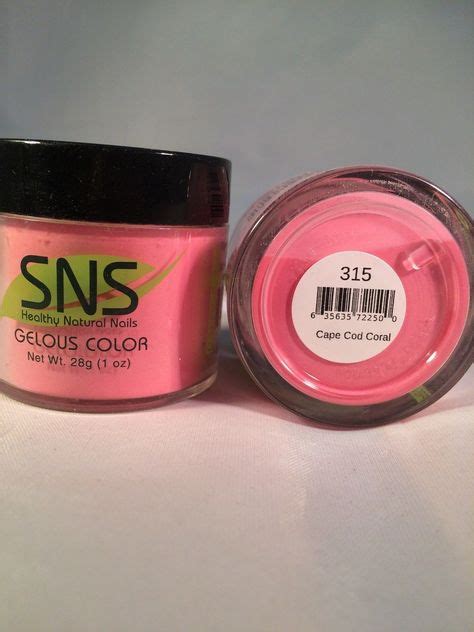 SNS
Healthy Natural Nails
GELOUS COLOR
Net Wt. 28g (1 oz)
315
6 35635 72250 0
Cape Cod Coral